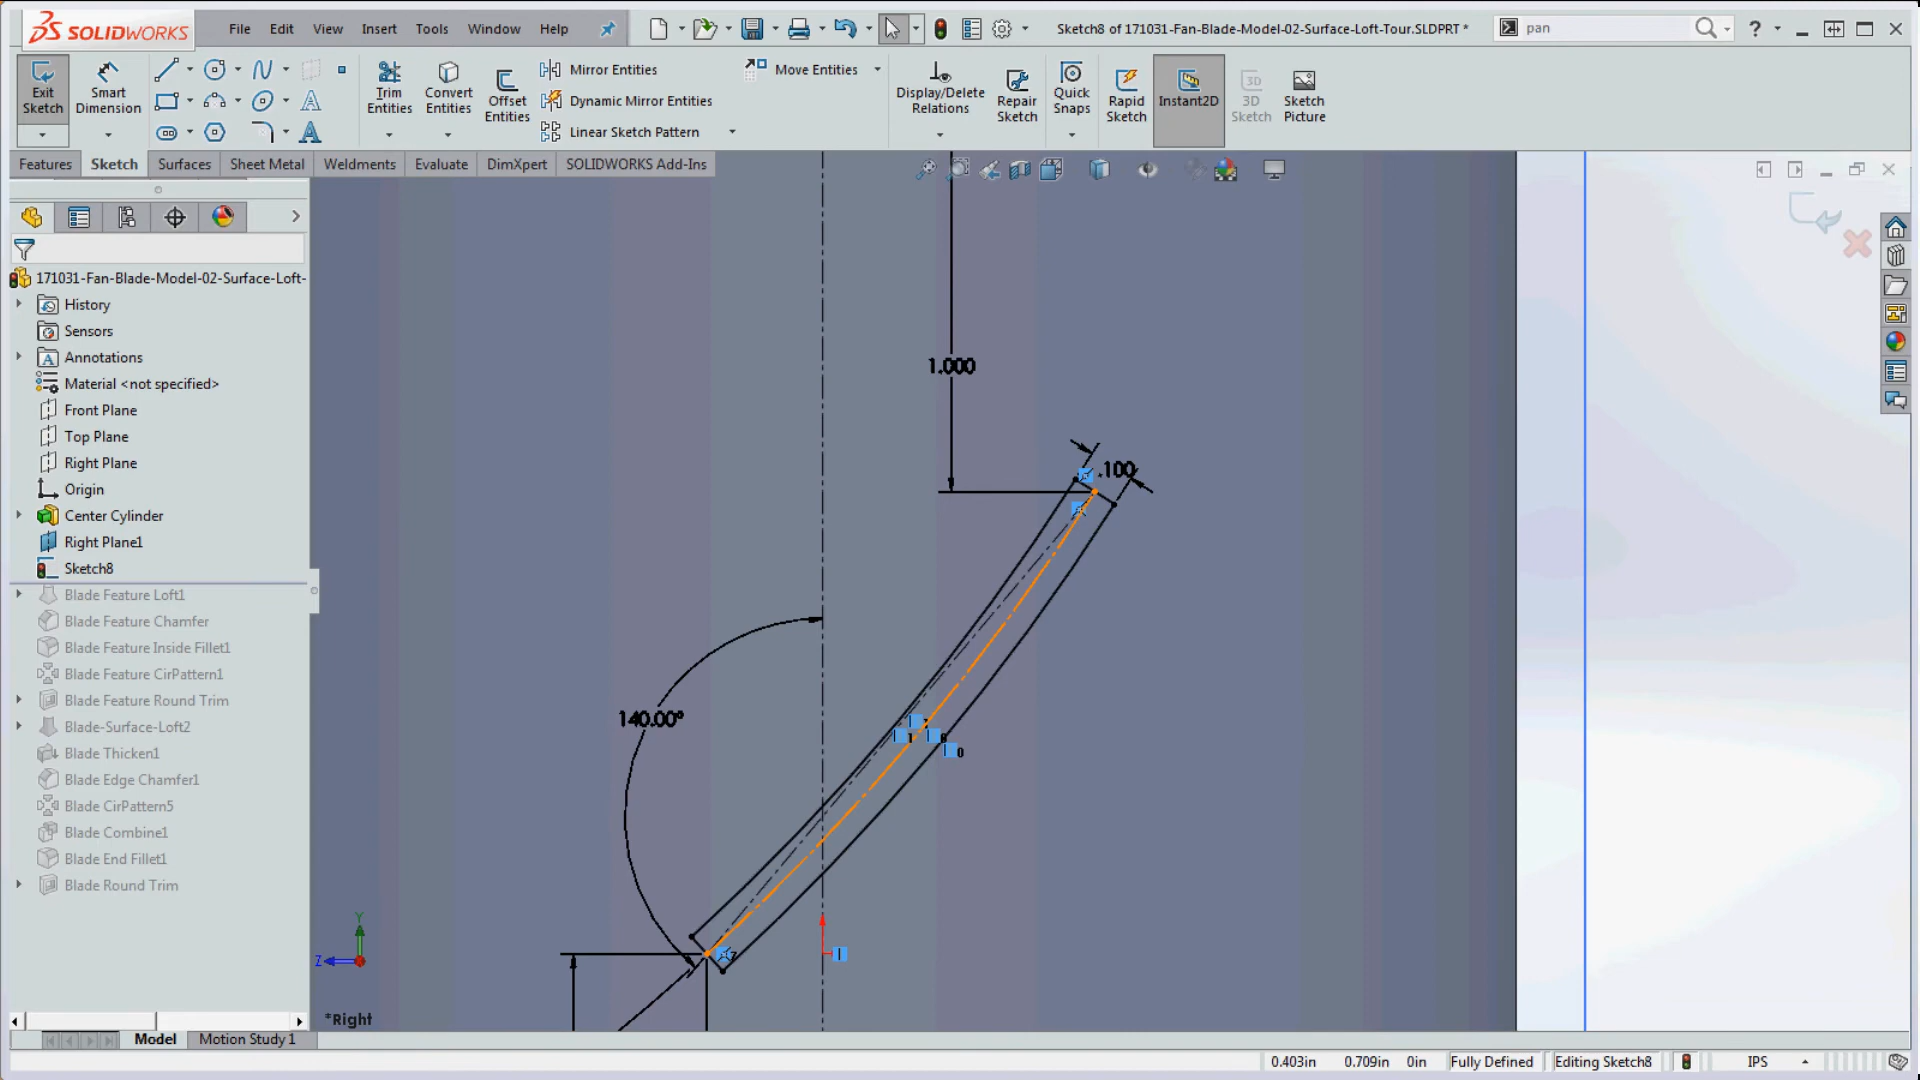 SOLIDWORKS
File Edit View Insert Tools Window Help
Sketch8 of 171031-Fan-Blade-Model-02-Surface-Loft-Tour.SLDPRT *
pan
Exit Sketch
Smart Dimension
Trim Entities
Convert Entities
Offset Entities
Mirror Entities
Dynamic Mirror Entities
Linear Sketch Pattern
Move Entities
Display/Delete Relations
Repair Sketch
Quick Snaps
Rapid Sketch
Instant2D
3D Sketch
Sketch Picture
Features Sketch Surfaces Sheet Metal Weldments Evaluate DimXpert SOLIDWORKS Add-Ins
171031-Fan-Blade-Model-02-Surface-Loft-
History
Sensors
Annotations
Material <not specified>
Front Plane
Top Plane
Right Plane
Origin
Center Cylinder
Right Plane1
Sketch8
Blade Feature Loft1
Blade Feature Chamfer
Blade Feature Inside Fillet1
Blade Feature CirPattern1
Blade Feature Round Trim
Blade-Surface-Loft2
Blade Thicken1
Blade Edge Chamfer1
Blade CirPattern5
Blade Combine1
Blade End Fillet1
Blade Round Trim
1.000
.100
140.00°
Y
Z
*Right
Model Motion Study 1
0.403in 0.709in 0in Fully Defined Editing Sketch8 IPS